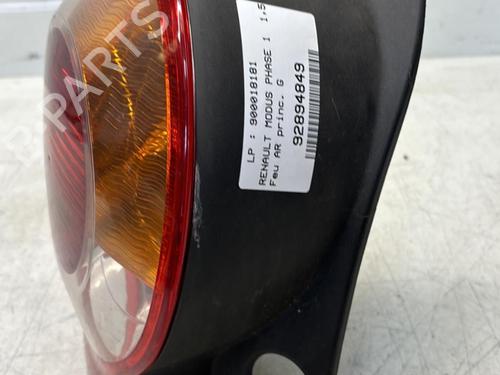 LP : 900018181
RENAULT MODUS PHASE 1 1.5
Feu AR princ. G
92894849
PARTS